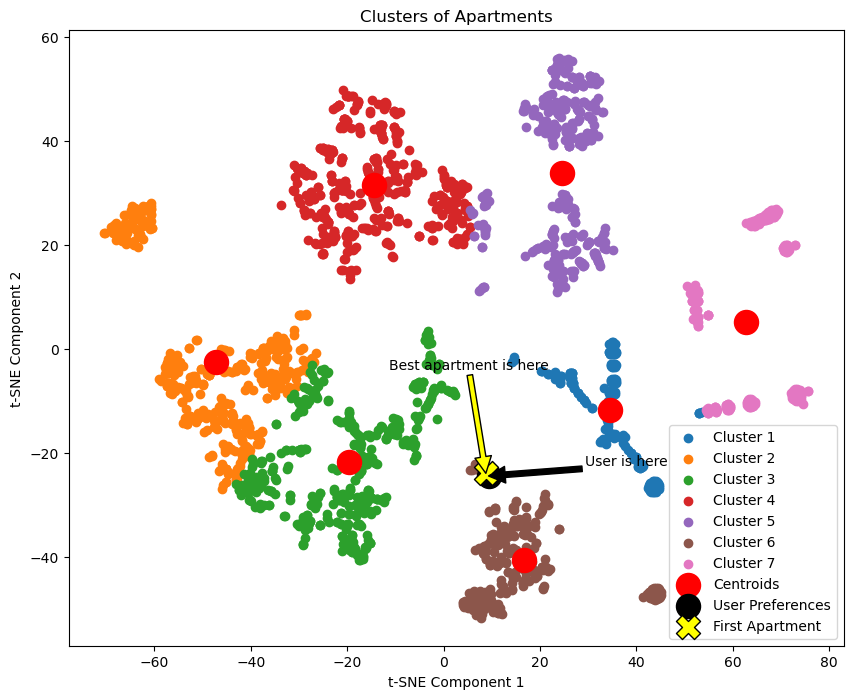 Clusters of Apartments
60
40
20
0
−20
−40
t-SNE Component 2
Best apartment is here
User is here
Cluster 1
Cluster 2
Cluster 3
Cluster 4
Cluster 5
Cluster 6
Cluster 7
Centroids
User Preferences
First Apartment
−60
−40
−20
0
20
40
60
80
t-SNE Component 1